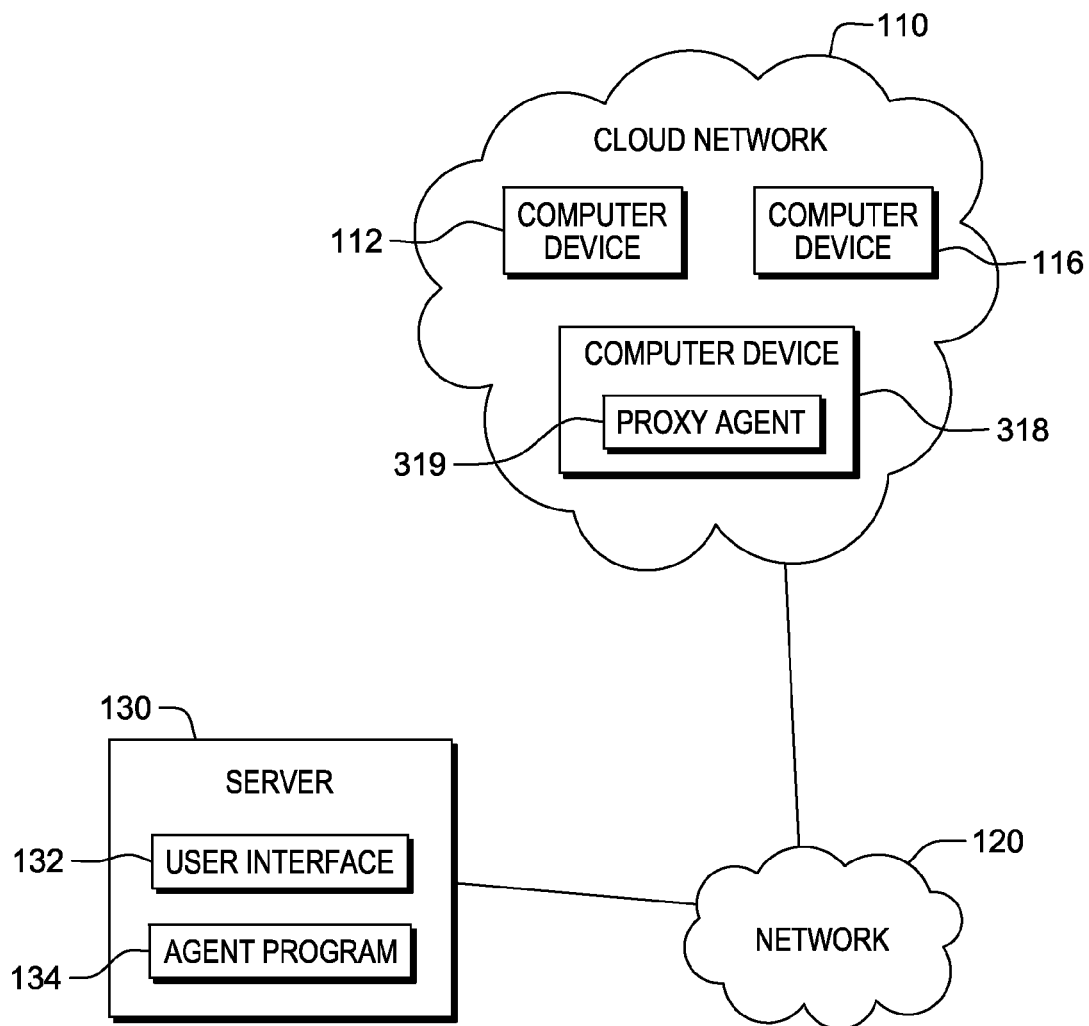 110
CLOUD NETWORK
COMPUTER
DEVICE
112
COMPUTER
DEVICE
116
COMPUTER DEVICE
PROXY AGENT
319
318
130
SERVER
132
USER INTERFACE
134
AGENT PROGRAM
120
NETWORK